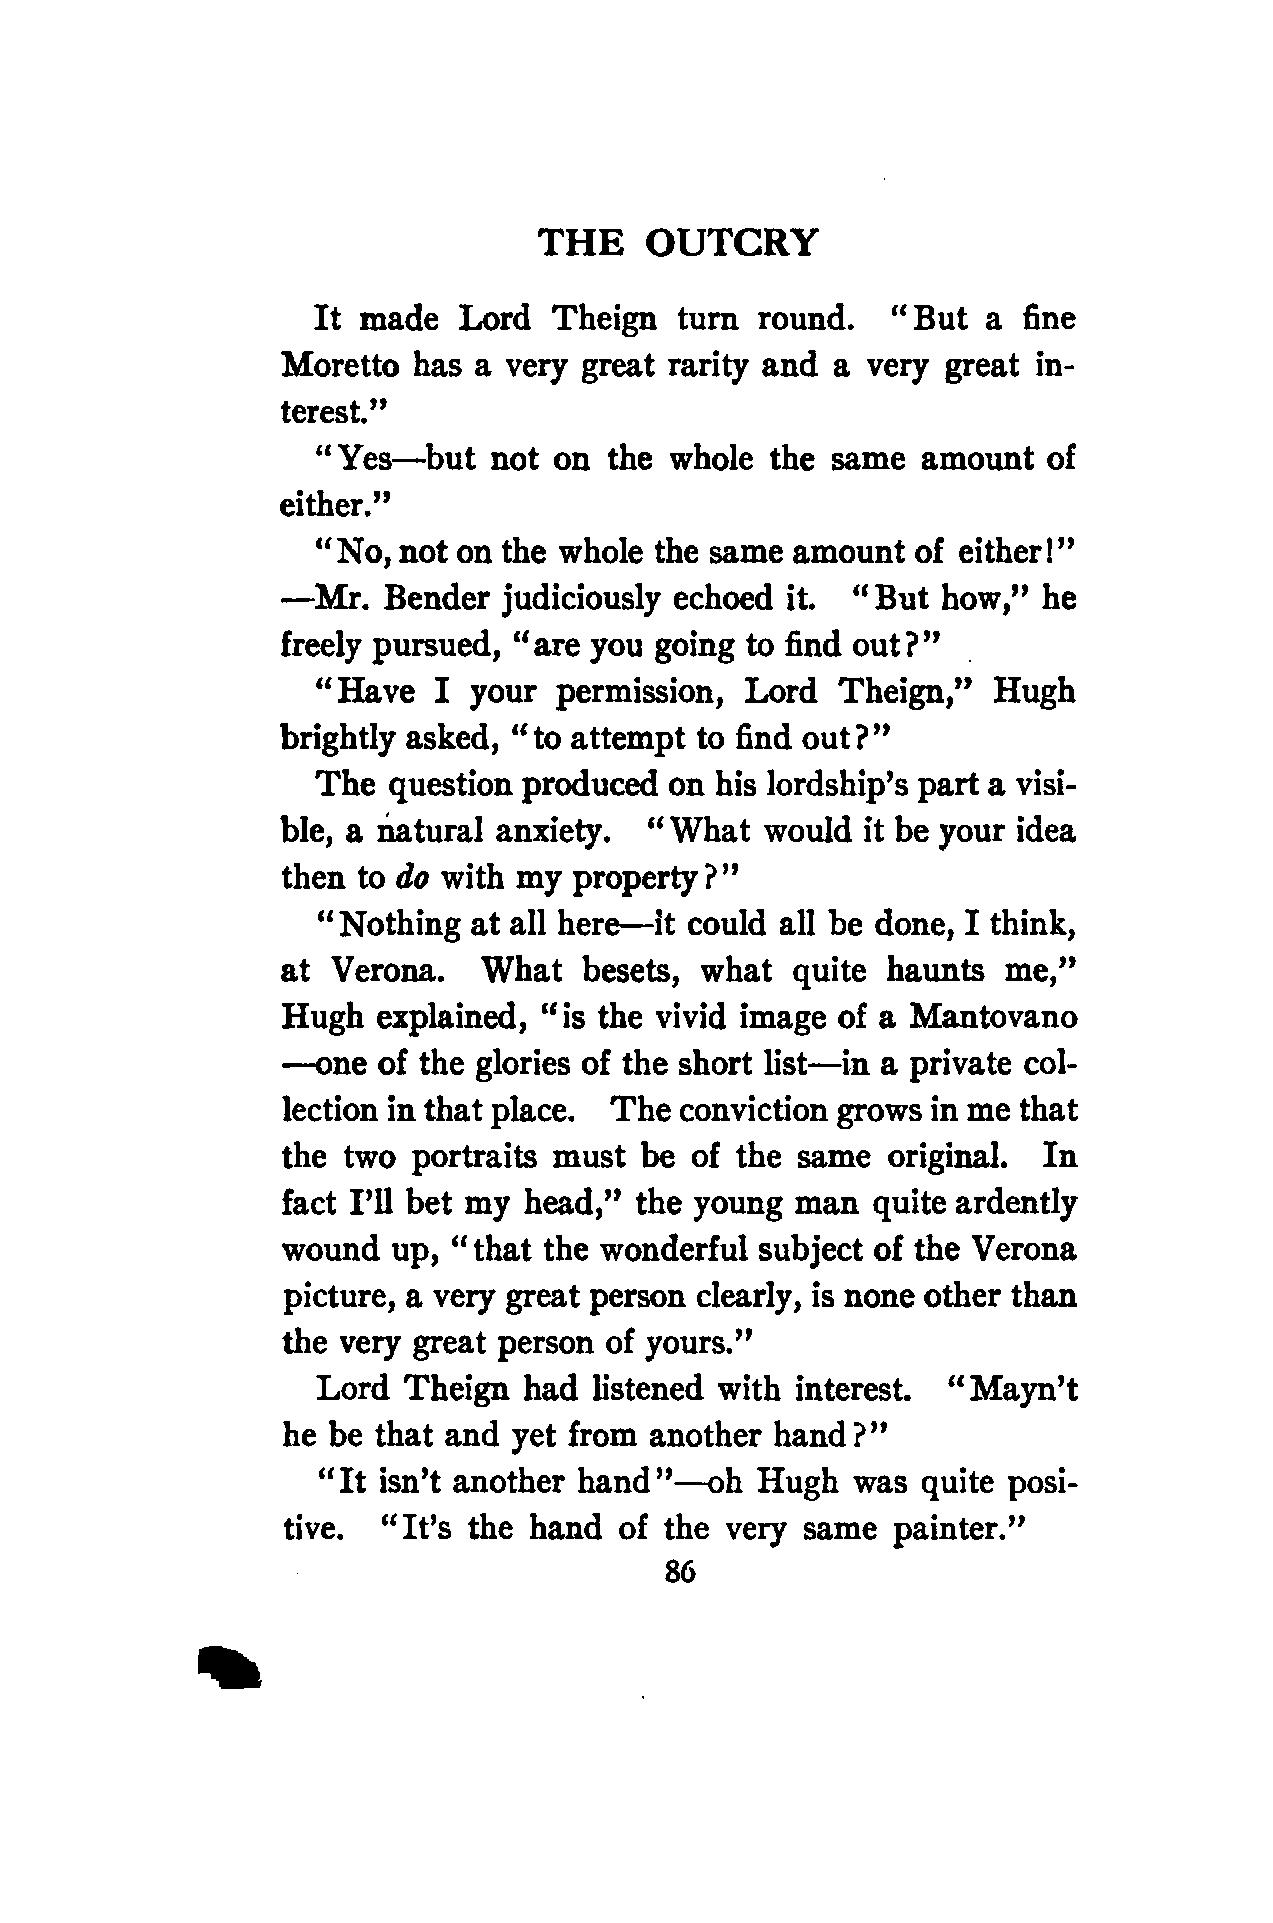 THE OUTCRY
It made Lord Theign turn round. "But a fine
Moretto has a very great rarity and a very great in-
terest."
"Yes—but not on the whole the same amount of
either."
"No, not on the whole the same amount of either!"
—Mr. Bender judiciously echoed it. "But how," he
freely pursued, "are you going to find out?"
"Have I your permission, Lord Theign," Hugh
brightly asked, "to attempt to find out?"
The question produced on his lordship's part a visi-
ble, a natural anxiety. "What would it be your idea
then to do with my property?"
"Nothing at all here—it could all be done, I think,
at Verona. What besets, what quite haunts me,"
Hugh explained, "is the vivid image of a Mantovano
—one of the glories of the short list—in a private col-
lection in that place. The conviction grows in me that
the two portraits must be of the same original. In
fact I'll bet my head," the young man quite ardently
wound up, "that the wonderful subject of the Verona
picture, a very great person clearly, is none other than
the very great person of yours."
Lord Theign had listened with interest. "Mayn't
he be that and yet from another hand?"
"It isn't another hand"—oh Hugh was quite posi-
tive. "It's the hand of the very same painter."
86